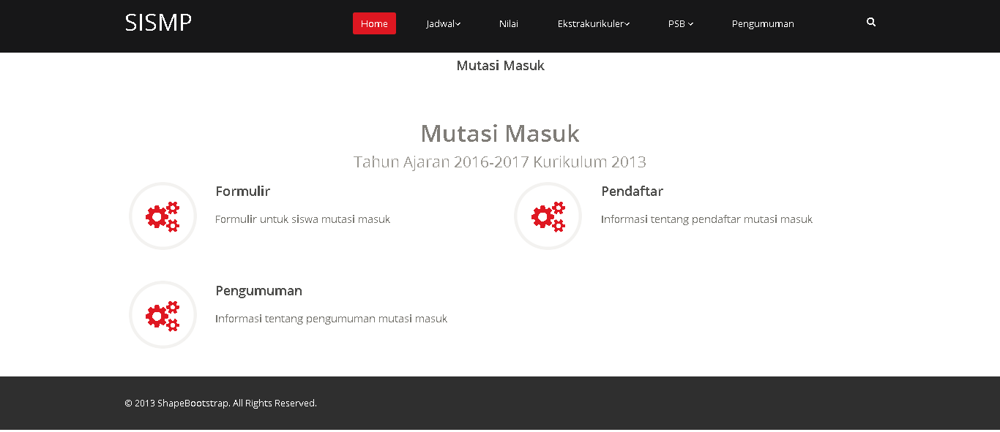 SISMP
Home Jadwal Nilai Ekstrakurikuler PSB Pengumuman
Mutasi Masuk
Mutasi Masuk
Tahun Ajaran 2016-2017 Kurikulum 2013
Formulir
Formulir untuk siswa mutasi masuk
Pendaftar
Informasi tentang pendaftar mutasi masuk
Pengumuman
Informasi tentang pengumuman mutasi masuk
© 2013 ShapeBootstrap. All Rights Reserved.